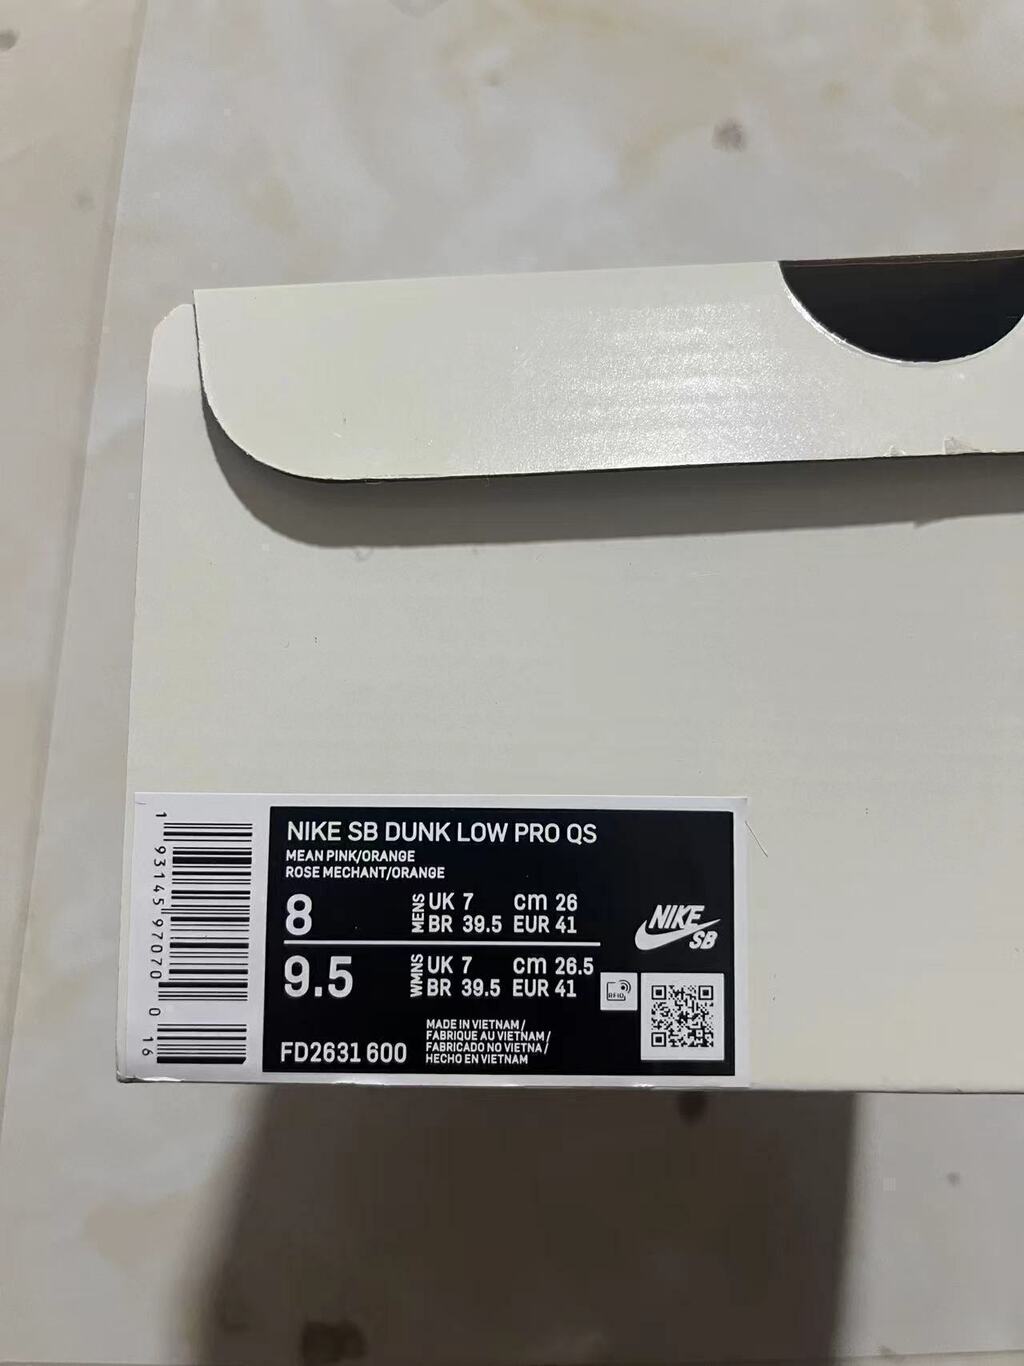 NIKE SB DUNK LOW PRO QS
MEAN PINK/ORANGE
ROSE MECHANT/ORANGE
8 MENS UK 7 cm 26
BR 39.5 EUR 41
9.5 WMNS UK 7 cm 26.5
BR 39.5 EUR 41
FD2631 600
MADE IN VIETNAM /
FABRIQUE AU VIETNAM /
FABRICADO NO VIETNA /
HECHO EN VIETNAM
NIKE
SB
RFID
1 93145 97070 0 16